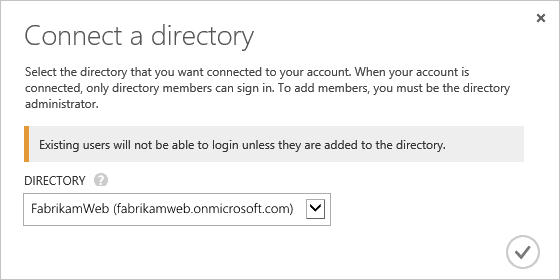 Connect a directory
Select the directory that you want connected to your account. When your account is
connected, only directory members can sign in. To add members, you must be the directory
administrator.
Existing users will not be able to login unless they are added to the directory.
DIRECTORY ?
FabrikamWeb (fabrikamweb.onmicrosoft.com)